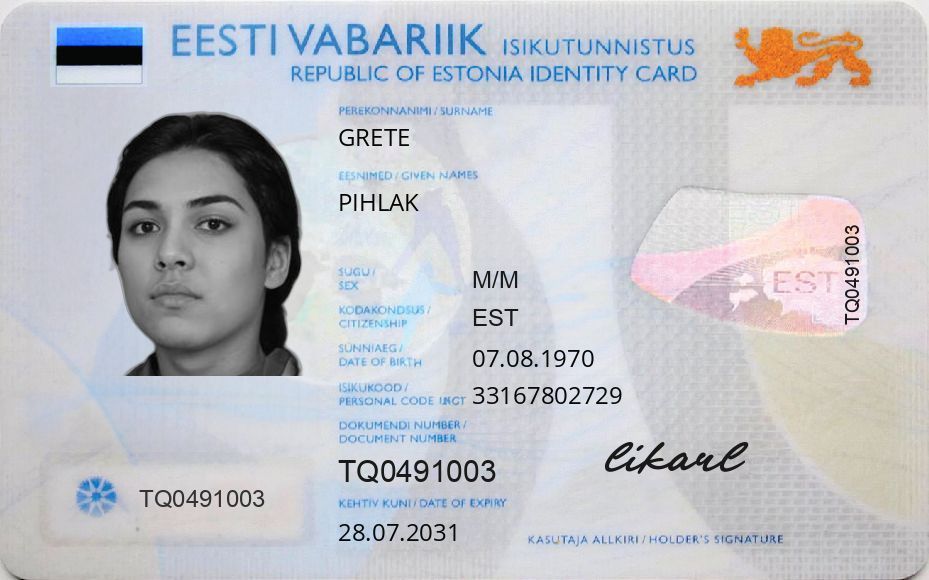 EESTI VABARIIK ISIKUTUNNISTUS
REPUBLIC OF ESTONIA IDENTITY CARD
PEREKONNANIMI / SURNAME
GRETE
EESNIMED / GIVEN NAMES
PIHLAK
SUGU /
SEX
M/M
KODAKONDSUS /
CITIZENSHIP
EST
SÜNNIAEG /
DATE OF BIRTH
07.08.1970
ISIKUKOOD /
PERSONAL CODE
33167802729
DOKUMENDI NUMBER /
DOCUMENT NUMBER
TQ0491003
KEHTIV KUNI / DATE OF EXPIRY
28.07.2031
TQ0491003
EST
TQ0491003
likarl
KASUTAJA ALLKIRI / HOLDER'S SIGNATURE